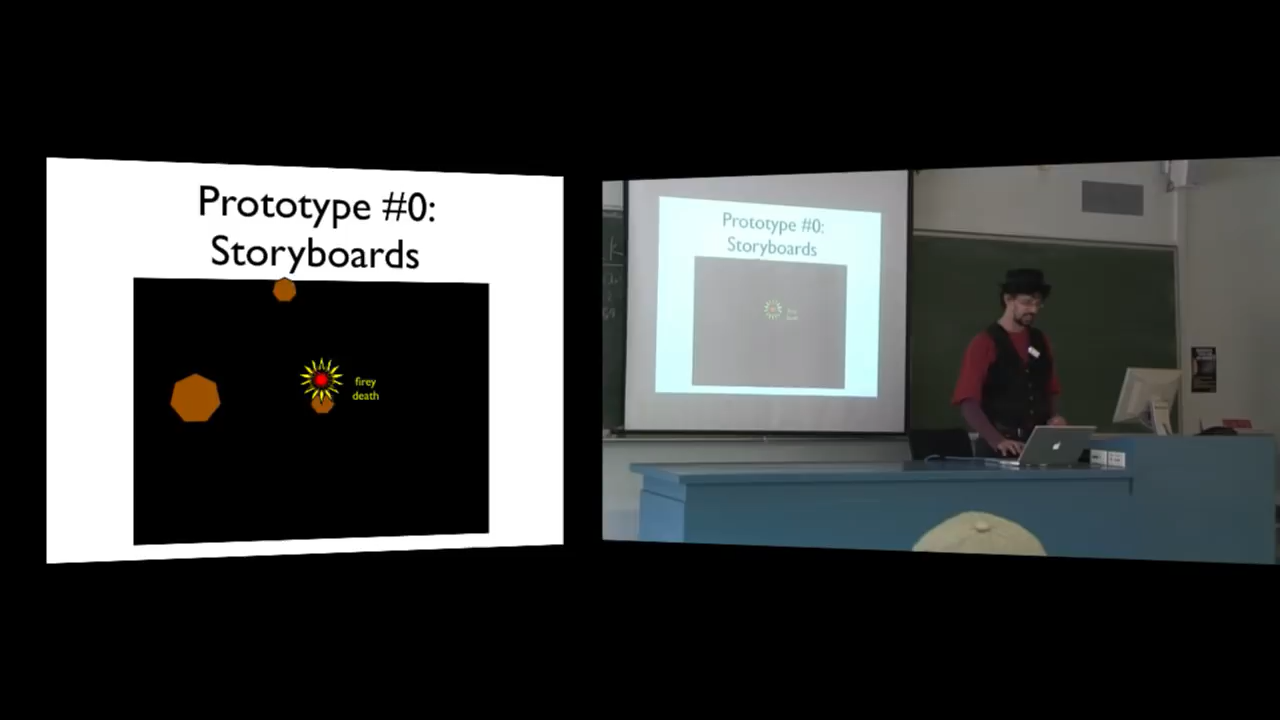 Prototype #0:
Storyboards
firey
death
Prototype #0:
Storyboards